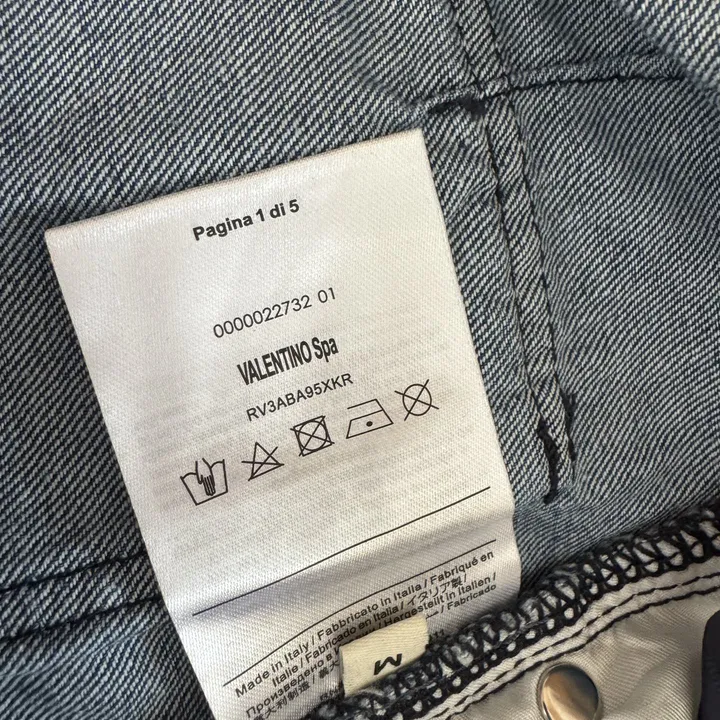 Pagina 1 di 5
0000022732 01
VALENTINO Spa
RV3ABA95XKR
Made in Italy / Fabbricato in Italia / Fabriqué en
Italie / Fabricado en Italia / イタリア製 /
Произведено в Hergestellt in Italien /
Fabricado
M